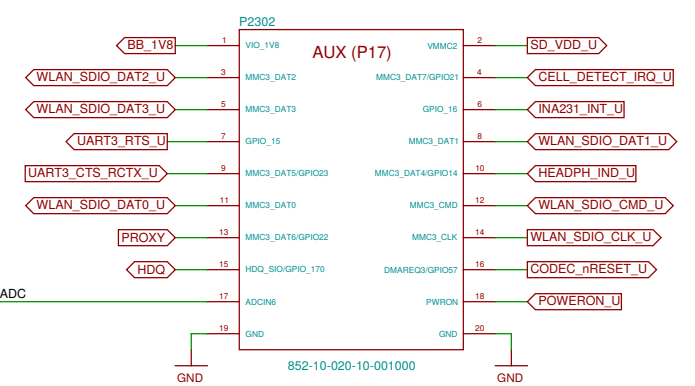 P2302
AUX (P17)
BB_1V8 1 VIO_1V8 VMMC2 2 SD_VDD_U
WLAN_SDIO_DAT2_U 3 MMC3_DAT2 MMC3_DAT7/GPIO21 4 CELL_DETECT_IRQ_U
WLAN_SDIO_DAT3_U 5 MMC3_DAT3 GPIO_16 6 INA231_INT_U
UART3_RTS_U 7 GPIO_15 MMC3_DAT1 8 WLAN_SDIO_DAT1_U
UART3_CTS_RCTX_U 9 MMC3_DAT5/GPIO23 MMC3_DAT4/GPIO14 10 HEADPH_IND_U
WLAN_SDIO_DAT0_U 11 MMC3_DAT0 MMC3_CMD 12 WLAN_SDIO_CMD_U
PROXY 13 MMC3_DAT6/GPIO22 MMC3_CLK 14 WLAN_SDIO_CLK_U
HDQ 15 HDQ_SIO/GPIO_170 DMAREQ3/GPIO57 16 CODEC_nRESET_U
ADC 17 ADCIN6 PWRON 18 POWERON_U
19 GND GND 20
852-10-020-10-001000
GND GND